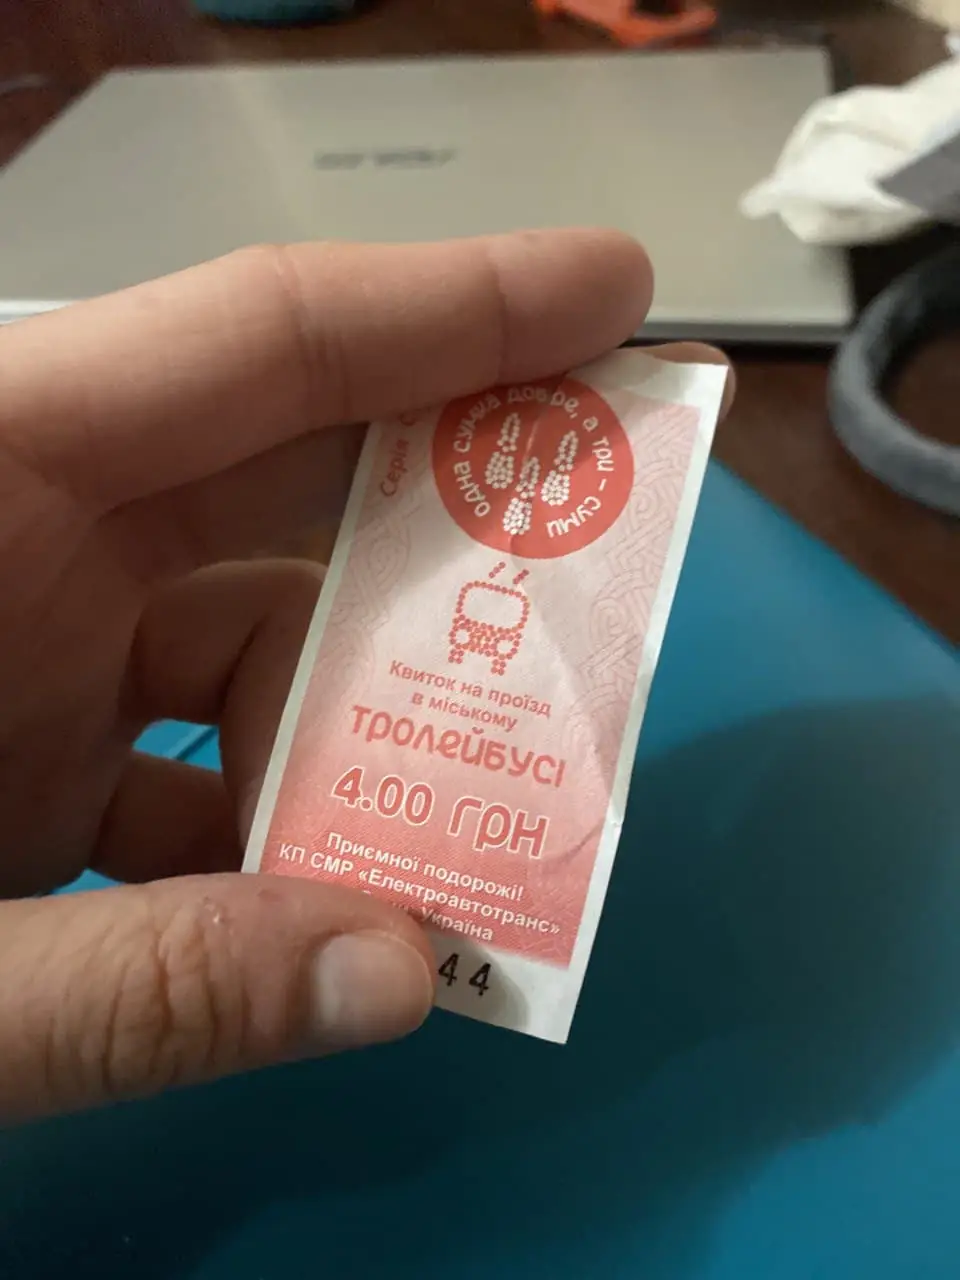 Серія
одна сумка добре, а три - суми
Квиток на проїзд
в міському
тролейбусі
4.00 грн
Приємної подорожі!
КП СМР «Електроавтотранс»
Україна
44